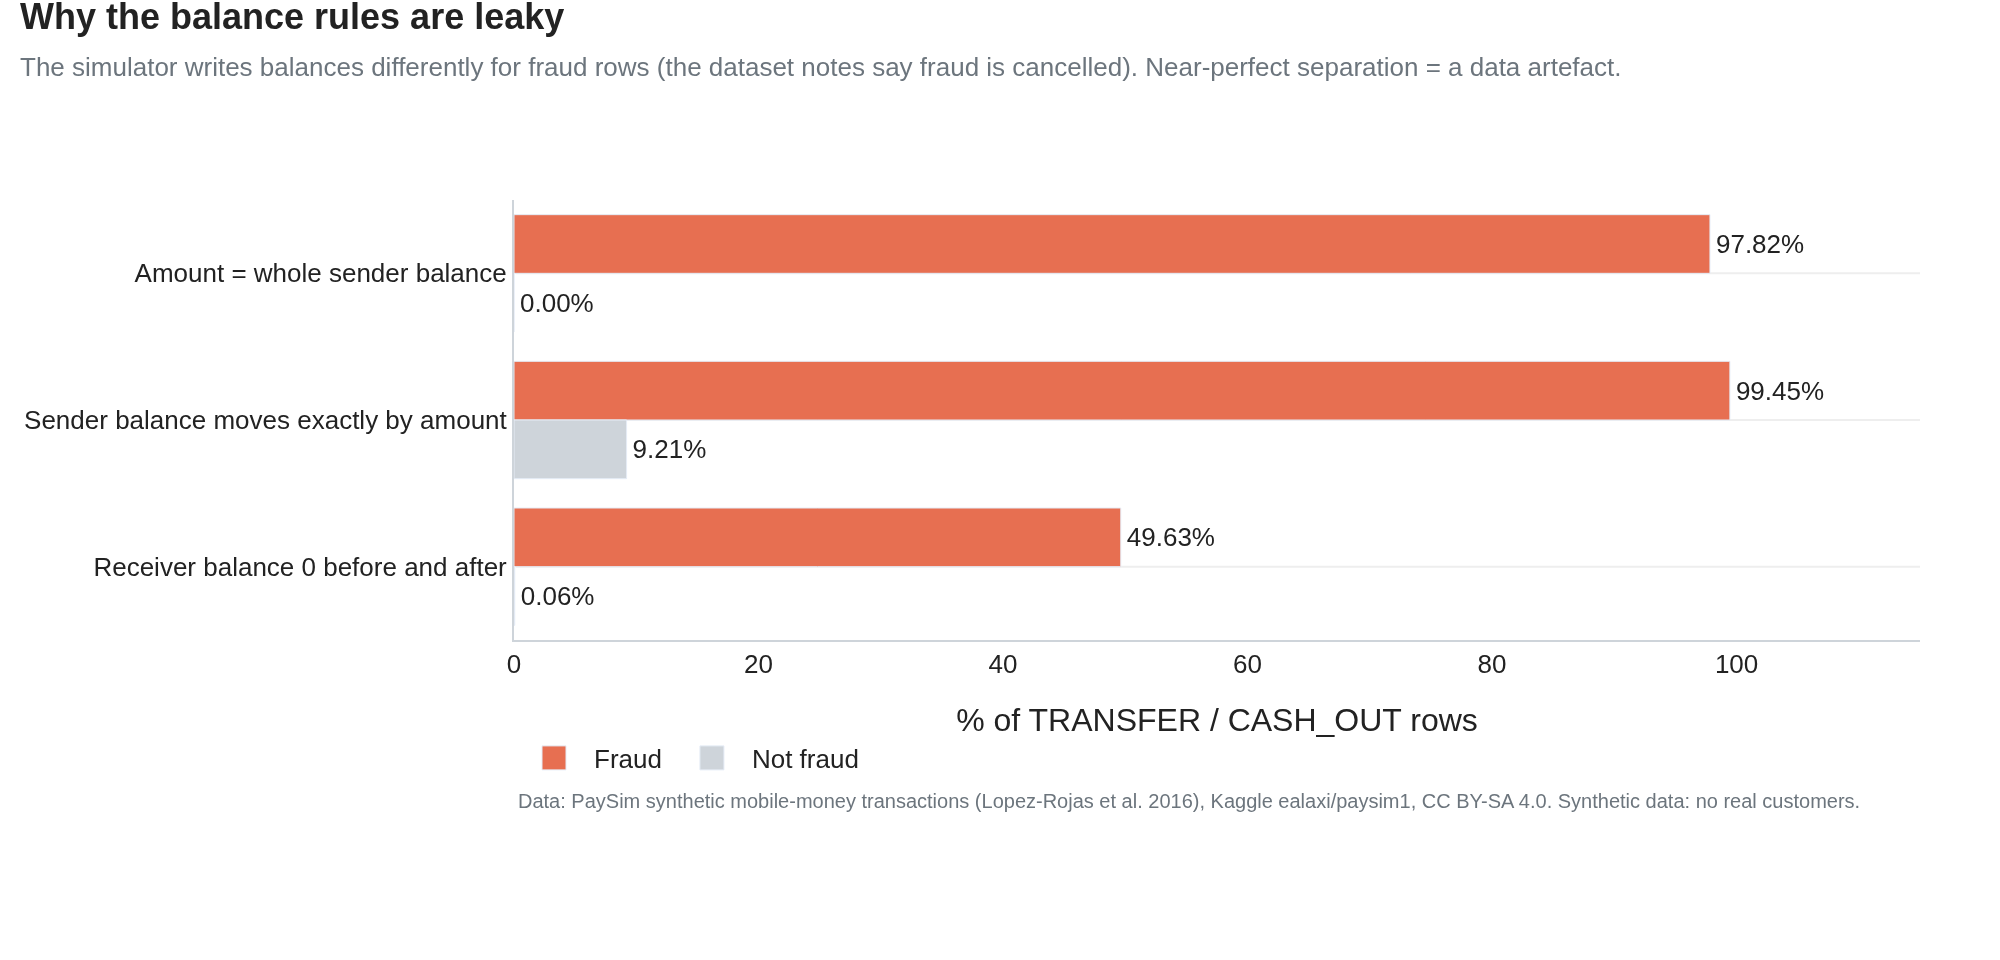 Why the balance rules are leaky
The simulator writes balances differently for fraud rows (the dataset notes say fraud is cancelled). Near-perfect separation = a data artefact.
Amount = whole sender balance
97.82%
0.00%
Sender balance moves exactly by amount
99.45%
9.21%
Receiver balance 0 before and after
49.63%
0.06%
0 20 40 60 80 100
% of TRANSFER / CASH_OUT rows
Fraud Not fraud
Data: PaySim synthetic mobile-money transactions (Lopez-Rojas et al. 2016), Kaggle ealaxi/paysim1, CC BY-SA 4.0. Synthetic data: no real customers.